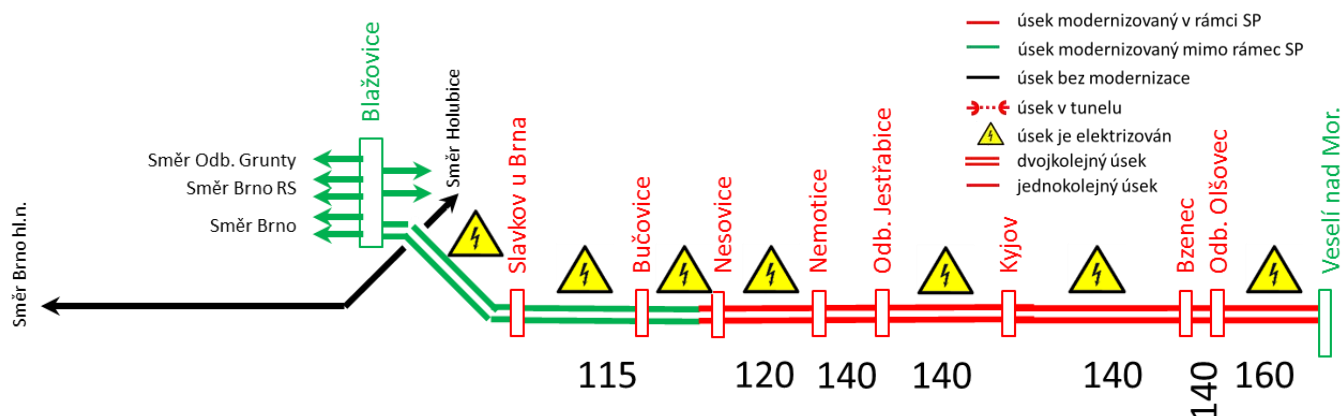 úsek modernizovaný v rámci SP
úsek modernizovaný mimo rámec SP
úsek bez modernizace
úsek v tunelu
úsek je elektrizován
dvojkolejný úsek
jednokolejný úsek
Blažovice
Směr Holubice
Směr Odb. Grunty
Směr Brno RS
Směr Brno
Směr Brno hl.n.
Slavkov u Brna
Bučovice
Nesovice
Nemotice
Odb. Jestřabice
Kyjov
Bzenec
Odb. Olšovec
Veselí nad Mor.
115
120
140
140
140
140
160